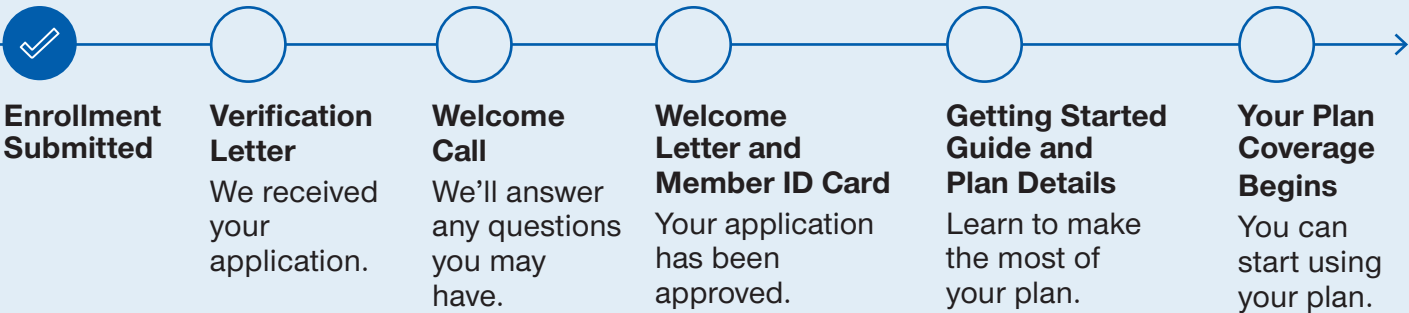 Enrollment
Submitted
Verification
Letter
We received
your
application.
Welcome
Call
We’ll answer
any questions
you may
have.
Welcome
Letter and
Member ID Card
Your application
has been
approved.
Getting Started
Guide and
Plan Details
Learn to make
the most of
your plan.
Your Plan
Coverage
Begins
You can
start using
your plan.